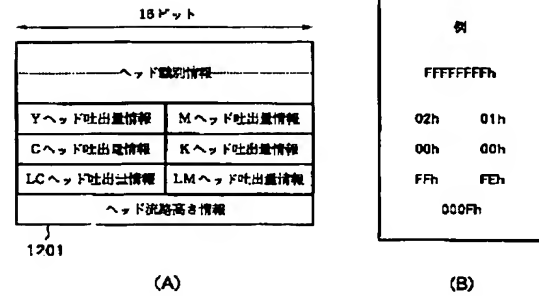 16ビット
ヘッド識別情報
Yヘッド吐出量情報 Mヘッド吐出量情報
Cヘッド吐出量情報 Kヘッド吐出量情報
LCヘッド吐出量情報 LMヘッド吐出量情報
ヘッド流路高さ情報
1201
(A)
例
FFFFFFFFh
02h 01h
00h 00h
FFh FEh
000Fh
(B)